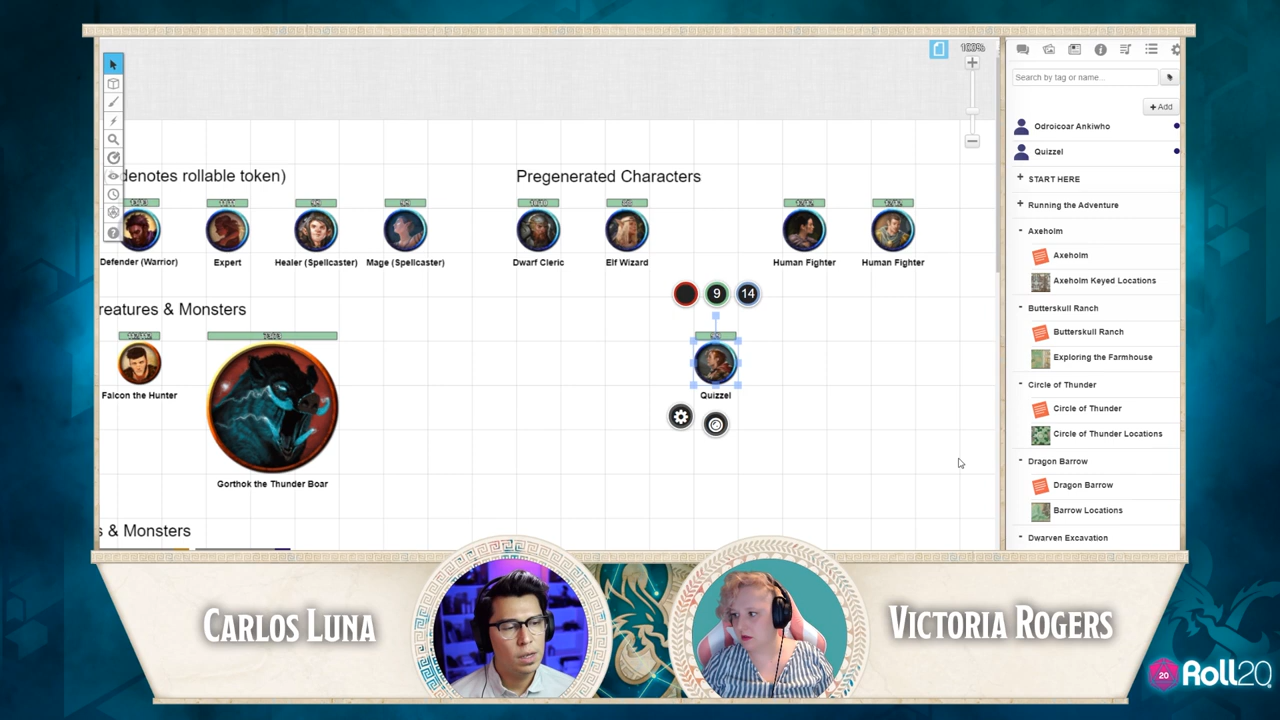 100%
Search by tag or name...
+ Add
Odroicoar Ankiwho
Quizzel
START HERE
Running the Adventure
Axeholm
Axeholm
Axeholm Keyed Locations
Butterskull Ranch
Butterskull Ranch
Exploring the Farmhouse
Circle of Thunder
Circle of Thunder
Circle of Thunder Locations
Dragon Barrow
Dragon Barrow
Barrow Locations
Dwarven Excavation
denotes rollable token)
Pregenerated Characters
Defender (Warrior)
Expert
Healer (Spellcaster)
Mage (Spellcaster)
Dwarf Cleric
Elf Wizard
Human Fighter
Human Fighter
reatures & Monsters
9
14
Falcon the Hunter
Quizzel
Gorthok the Thunder Boar
s & Monsters
CARLOS LUNA
VICTORIA ROGERS
20
Roll20